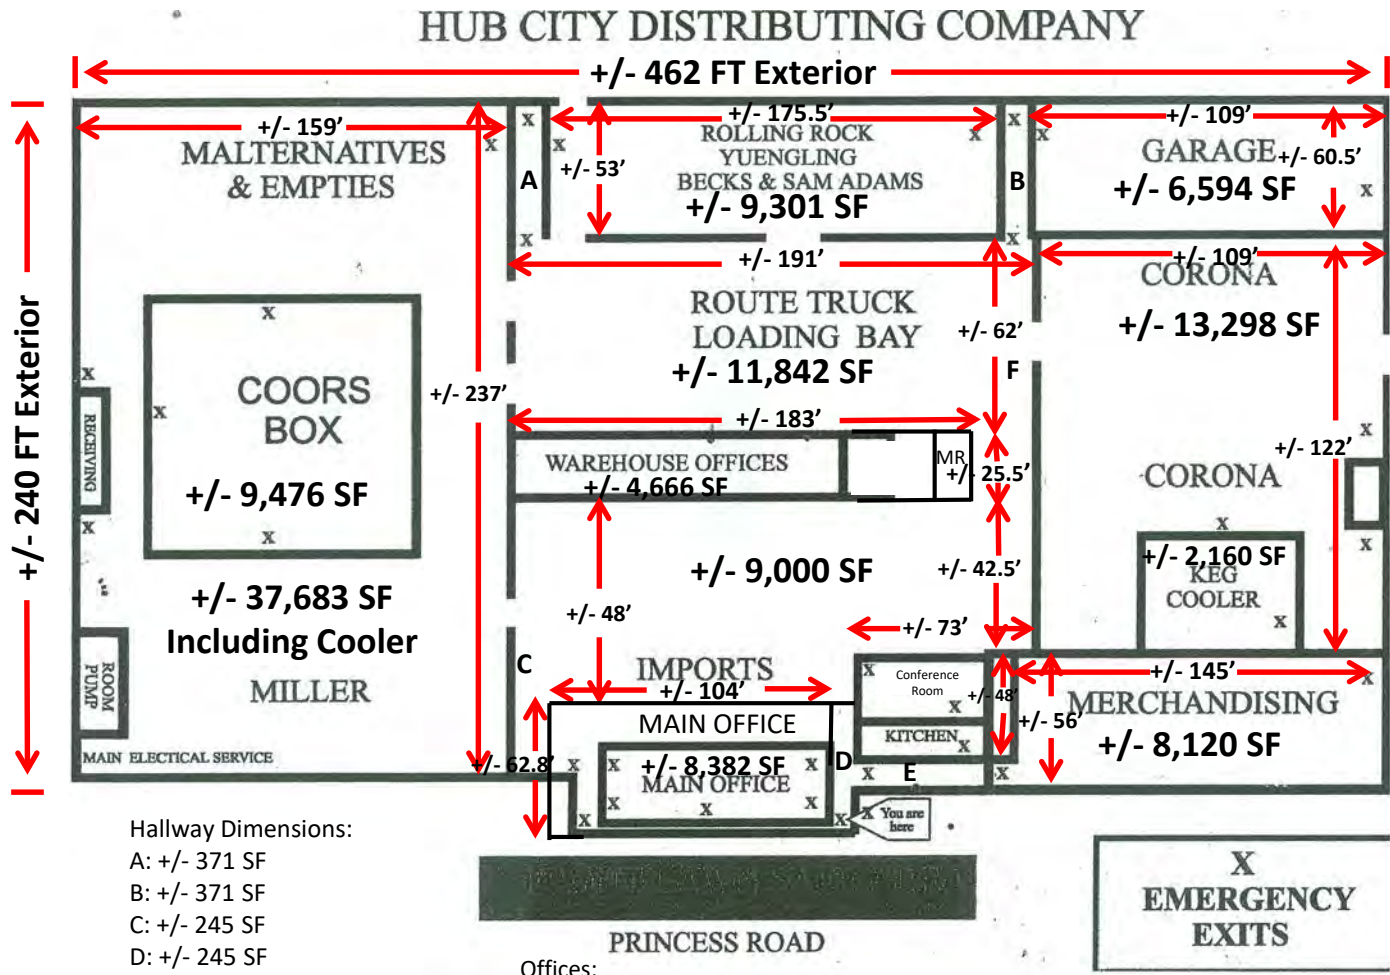 HUB CITY DISTRIBUTING COMPANY
+/- 462 FT Exterior
+/- 240 FT Exterior
+/- 159’
MALTERNATIVES
& EMPTIES
X
X
A
X
X
+/- 53’
+/- 175.5’
ROLLING ROCK
YUENGLING
BECKS & SAM ADAMS
+/- 9,301 SF
X
B
X
X
+/- 109’
GARAGE
+/- 60.5’
+/- 6,594 SF
X
+/- 191’
ROUTE TRUCK
LOADING BAY
+/- 11,842 SF
+/- 62’
F
+/- 183’
+/- 109’
CORONA
+/- 13,298 SF
+/- 122’
X
CORONA
X
X
+/- 2,160 SF
KEG
COOLER
X
X
COORS
BOX
X
+/- 9,476 SF
X
+/- 237’
X
RECEIVING
X
+/- 37,683 SF
Including Cooler
MILLER
ROOM
PUMP
MAIN ELECTICAL SERVICE
WAREHOUSE OFFICES
+/- 4,666 SF
MR
+/- 25.5’
+/- 9,000 SF
+/- 42.5’
+/- 48’
+/- 73’
C
IMPORTS
+/- 104’
MAIN OFFICE
+/- 62.8’
X
X
+/- 8,382 SF
X
MAIN OFFICE
X
X
X
X
X
D
X
Conference
Room
X
KITCHEN
X
X
E
X
X
You are
here
+/- 48’
+/- 56’
+/- 145’
X
MERCHANDISING
+/- 8,120 SF
Hallway Dimensions:
A: +/- 371 SF
B: +/- 371 SF
C: +/- 245 SF
D: +/- 245 SF
PRINCESS ROAD
Offices:
X
EMERGENCY
EXITS